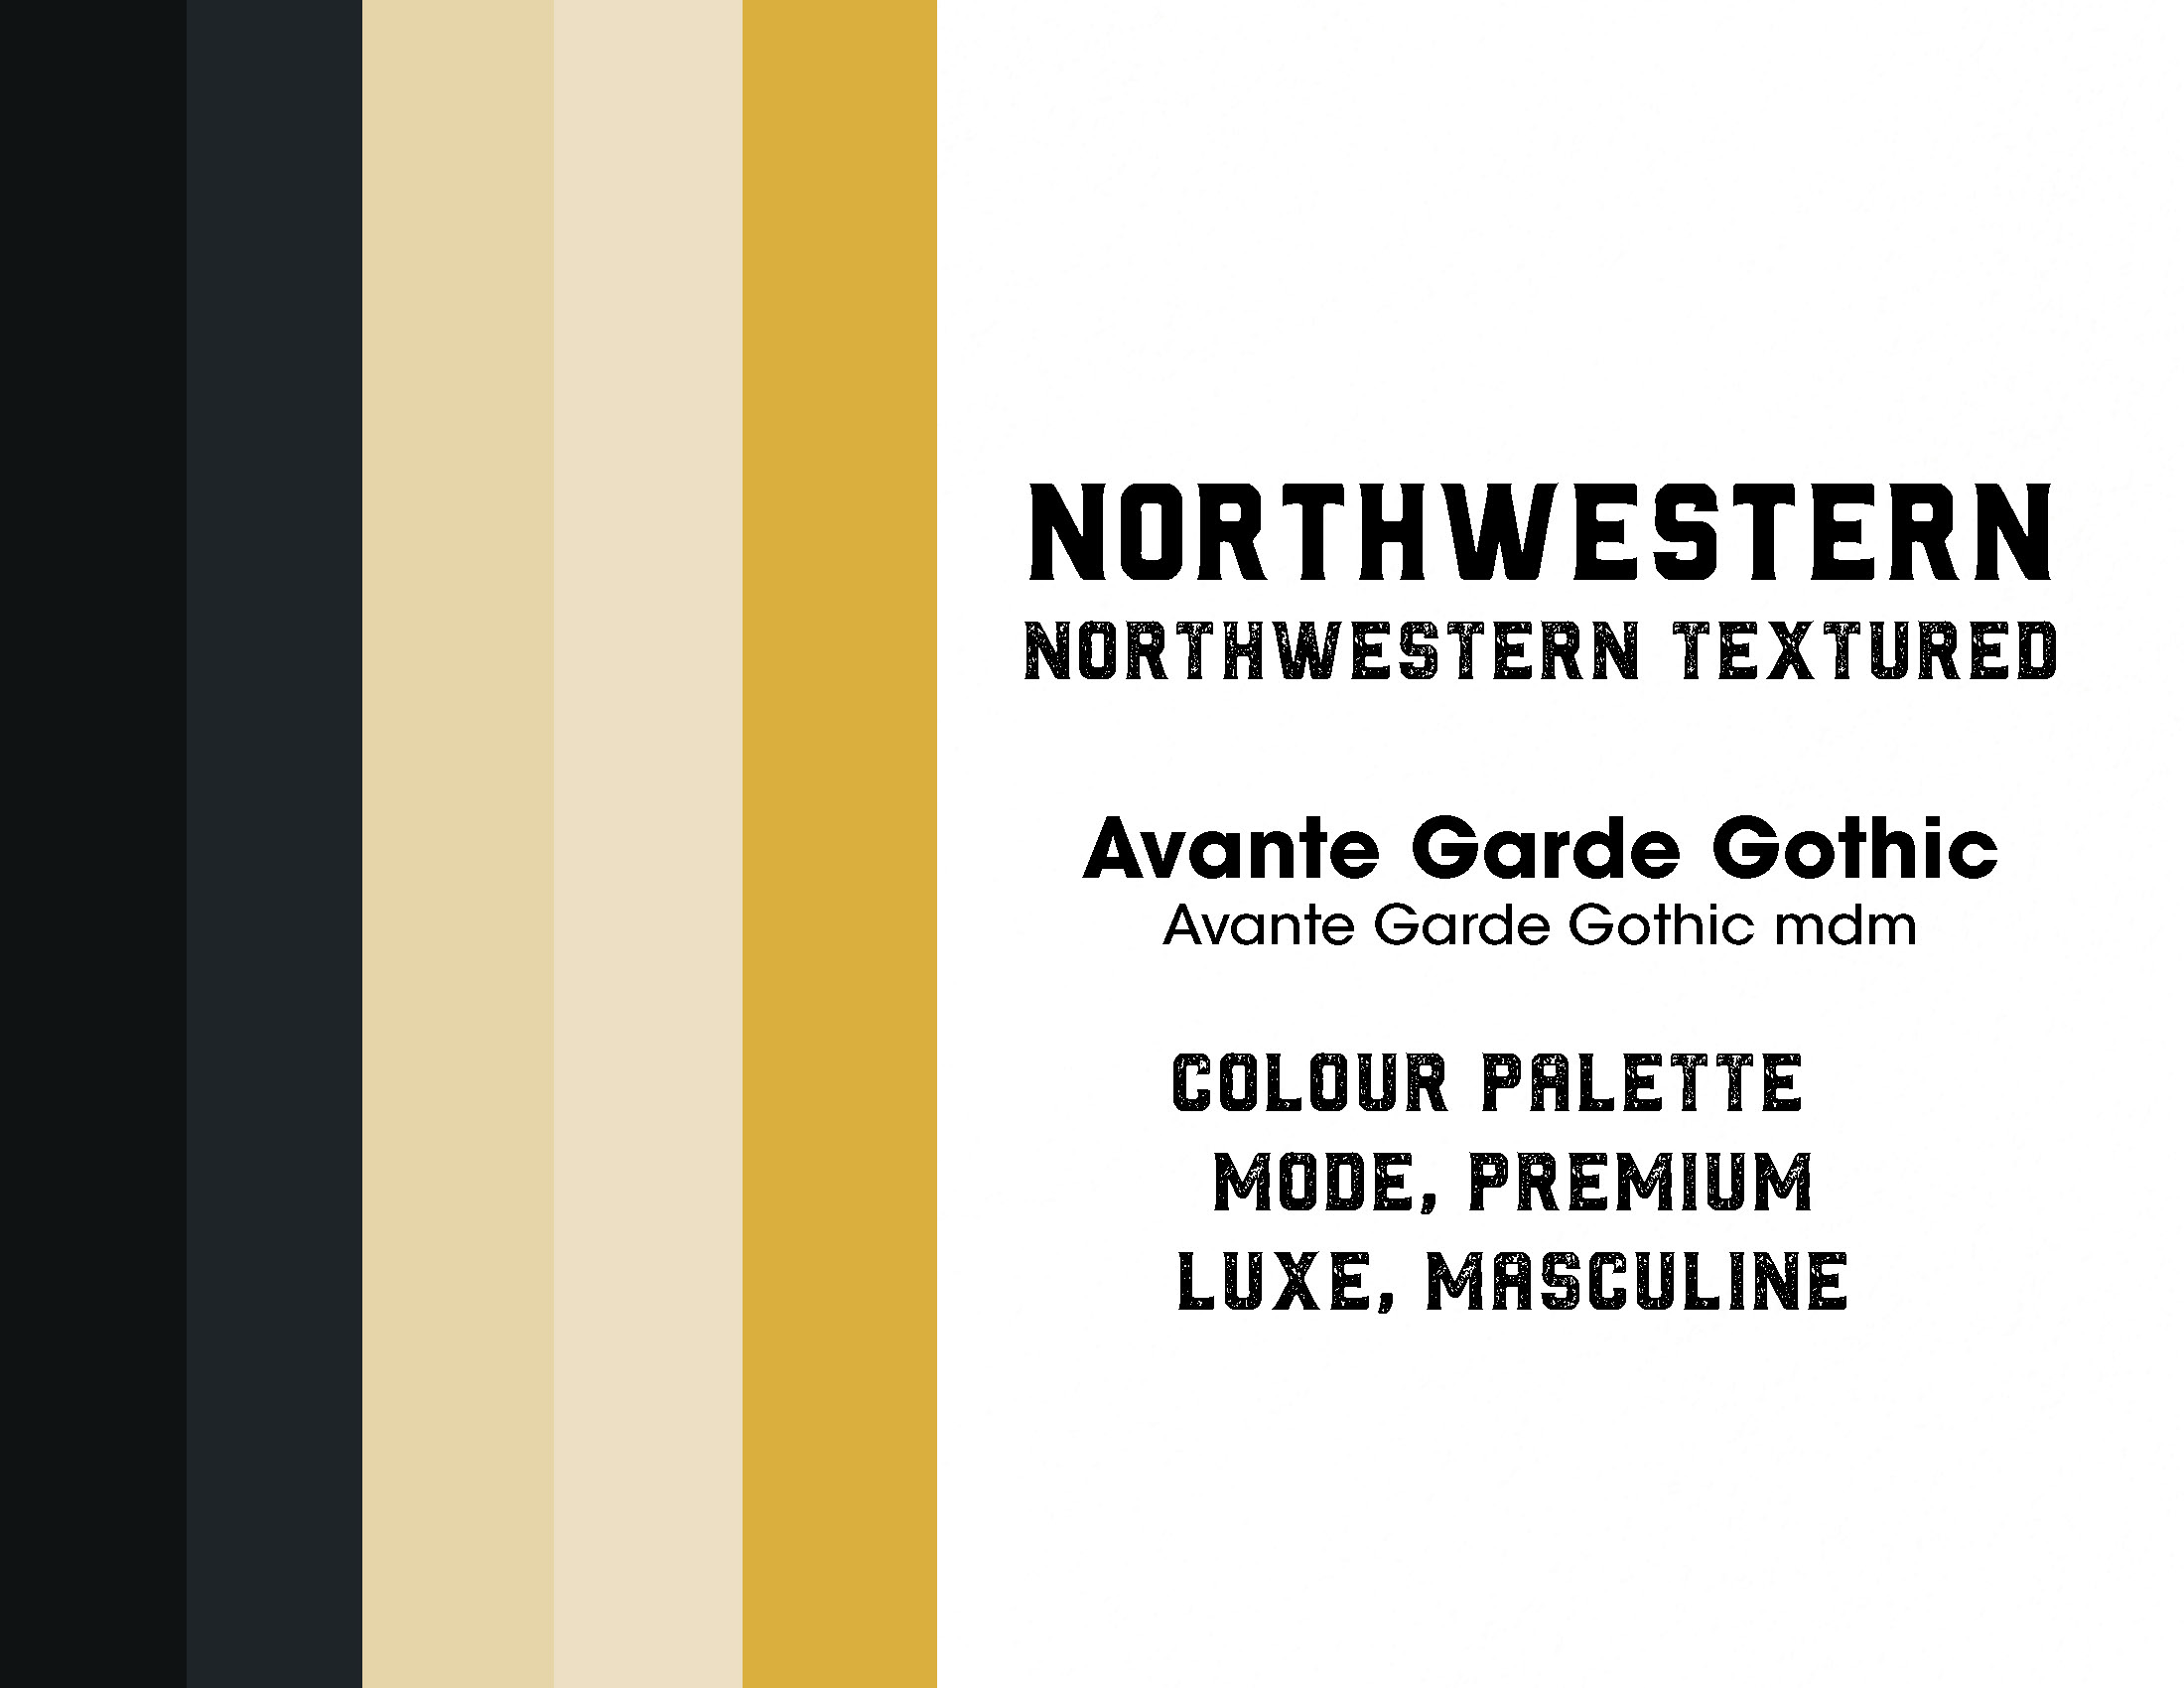 NORTHWESTERN
NORTHWESTERN TEXTURED
Avante Garde Gothic
Avante Garde Gothic mdm
COLOUR PALETTE
MODE, PREMIUM
LUXE, MASCULINE